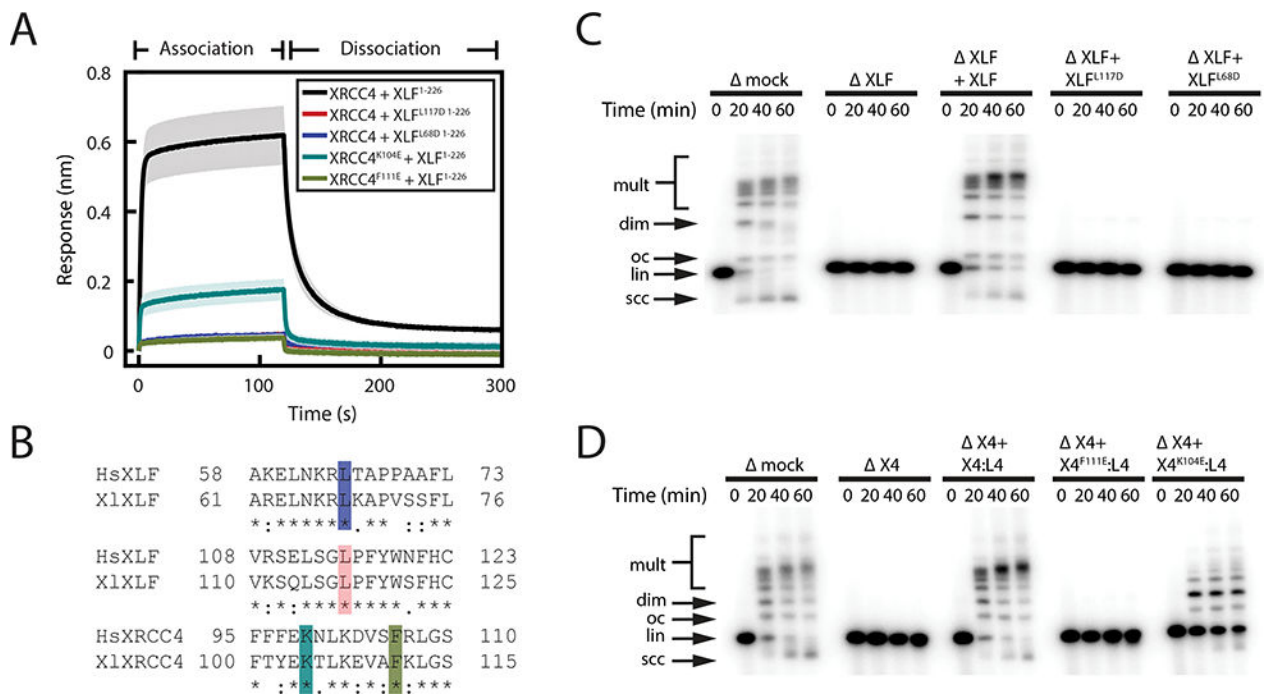 A
Association
Dissociation
0.8
0.6
0.4
0.2
0
Response (nm)
XRCC4 + XLF1-226
XRCC4 + XLFL117D 1-226
XRCC4 + XLFL68D 1-226
XRCC4K104E + XLF1-226
XRCC4F111E + XLF1-226
0 100 200 300
Time (s)
B
HsXLF 58 AKELNKRLTAPPAAFL 73
XlXLF 61 ARELNKRLKAPVSSFL 76
*:******.** ::**
HsXLF 108 VRSELSGLPFYWNFHC 123
XlXLF 110 VKSQLSGLPFYWSFHC 125
*:*:********.***
HsXRCC4 95 FFFEKNLKDVSFRLGS 110
XlXRCC4 100 FTYEKTLKEVAFKLGS 115
* :**.**:*:*:***
C
Δ mock
Δ XLF
Δ XLF + XLF
Δ XLF+ XLFL117D
Δ XLF+ XLFL68D
Time (min) 0 20 40 60 0 20 40 60 0 20 40 60 0 20 40 60 0 20 40 60
mult
dim
oc
lin
scc
D
Δ mock
Δ X4
Δ X4+ X4:L4
Δ X4+ X4F111E:L4
Δ X4+ X4K104E:L4
Time (min) 0 20 40 60 0 20 40 60 0 20 40 60 0 20 40 60 0 20 40 60
mult
dim
oc
lin
scc